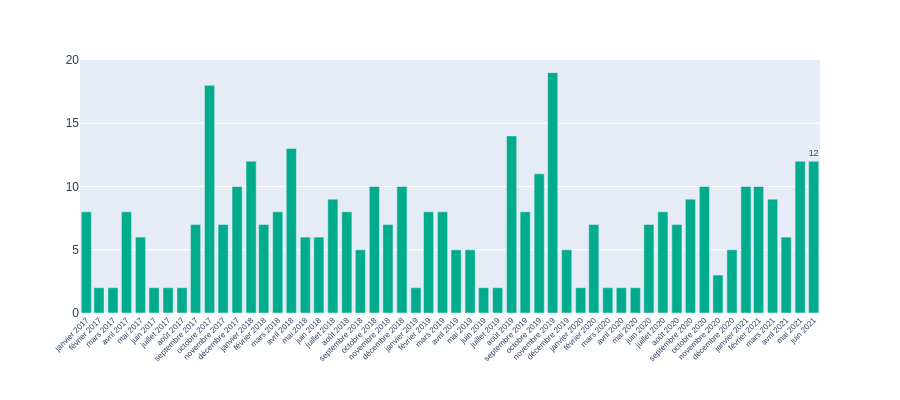 20
15
10
5
0
12
janvier 2017
février 2017
mars 2017
avril 2017
mai 2017
juin 2017
juillet 2017
août 2017
septembre 2017
octobre 2017
novembre 2017
décembre 2017
janvier 2018
février 2018
mars 2018
avril 2018
mai 2018
juin 2018
juillet 2018
août 2018
septembre 2018
octobre 2018
novembre 2018
décembre 2018
janvier 2019
février 2019
mars 2019
avril 2019
mai 2019
juin 2019
juillet 2019
août 2019
septembre 2019
octobre 2019
novembre 2019
décembre 2019
janvier 2020
février 2020
mars 2020
avril 2020
mai 2020
juin 2020
juillet 2020
août 2020
septembre 2020
octobre 2020
novembre 2020
décembre 2020
janvier 2021
février 2021
mars 2021
avril 2021
mai 2021
juin 2021